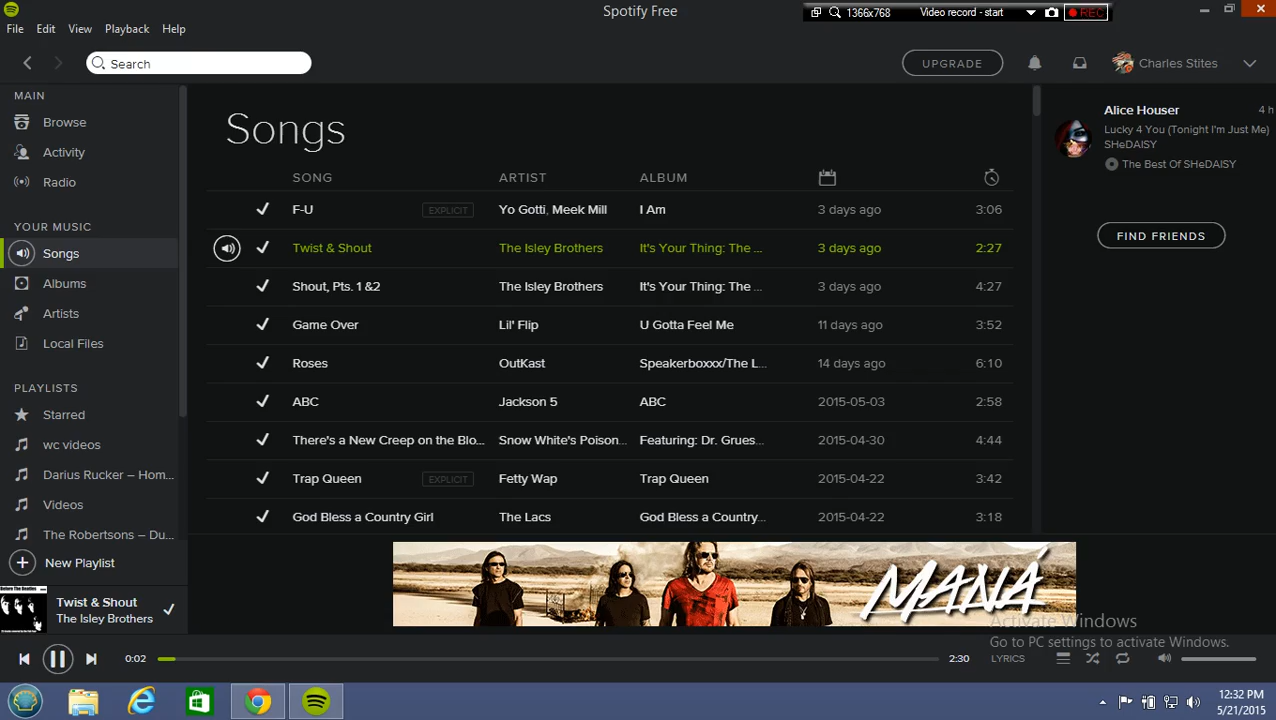 Spotify Free
1366x768 Video record - start REC
File Edit View Playback Help
Search
UPGRADE
Charles Stites
MAIN
Browse
Activity
Radio
YOUR MUSIC
Songs
Albums
Artists
Local Files
PLAYLISTS
Starred
wc videos
Darius Rucker – Hom...
Videos
The Robertsons – Du...
New Playlist
Twist & Shout
The Isley Brothers
Songs
SONG ARTIST ALBUM
F-U EXPLICIT Yo Gotti, Meek Mill I Am 3 days ago 3:06
Twist & Shout The Isley Brothers It's Your Thing: The ... 3 days ago 2:27
Shout, Pts. 1 &2 The Isley Brothers It's Your Thing: The ... 3 days ago 4:27
Game Over Lil' Flip U Gotta Feel Me 11 days ago 3:52
Roses OutKast Speakerboxxx/The L... 14 days ago 6:10
ABC Jackson 5 ABC 2015-05-03 2:58
There's a New Creep on the Blo... Snow White's Poison... Featuring: Dr. Grues... 2015-04-30 4:44
Trap Queen EXPLICIT Fetty Wap Trap Queen 2015-04-22 3:42
God Bless a Country Girl The Lacs God Bless a Country... 2015-04-22 3:18
Alice Houser 4 h
Lucky 4 You (Tonight I'm Just Me)
SHeDAISY
The Best Of SHeDAISY
FIND FRIENDS
MANÁ
Activate Windows
Go to PC settings to activate Windows.
0:02 2:30 LYRICS
12:32 PM
5/21/2015